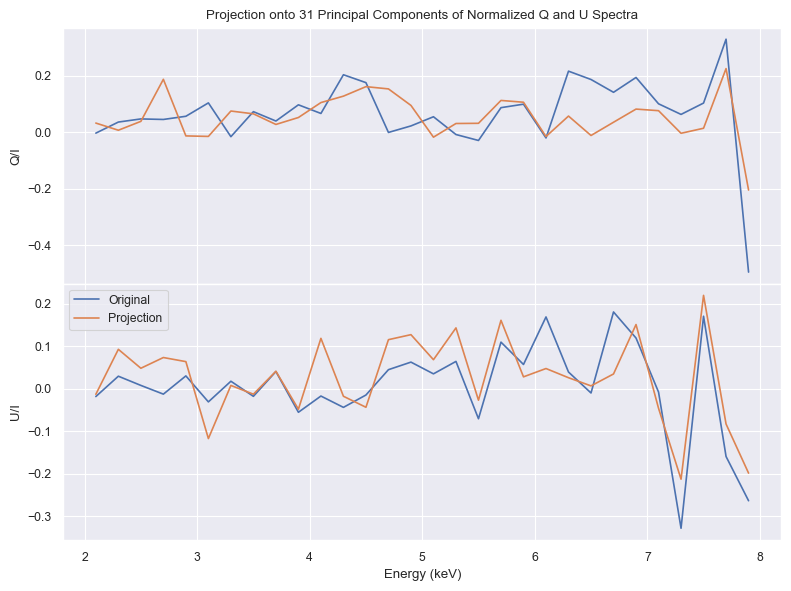 Projection onto 31 Principal Components of Normalized Q and U Spectra
0.2
0.0
−0.2
−0.4
Q/I
Original
Projection
0.2
0.1
0.0
−0.1
−0.2
−0.3
U/I
2 3 4 5 6 7 8
Energy (keV)